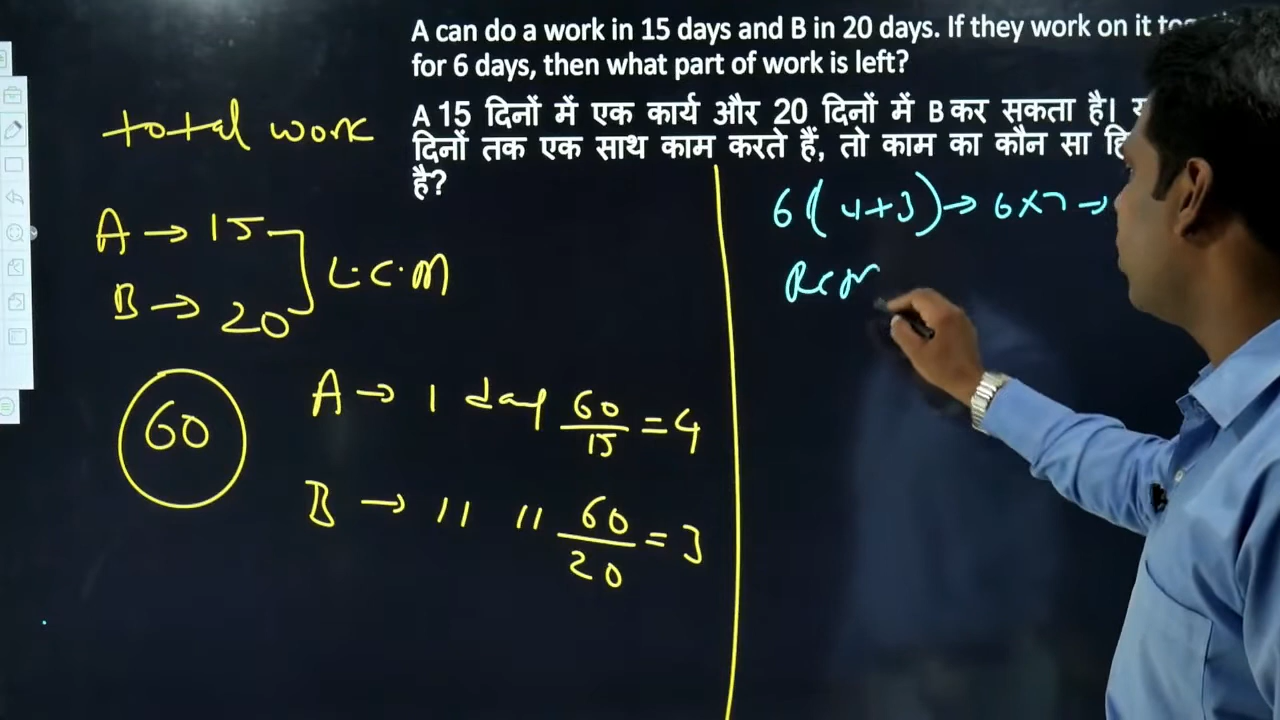 A can do a work in 15 days and B in 20 days. If they work on it
for 6 days, then what part of work is left?
A 15 दिनों में एक कार्य और 20 दिनों में B कर सकता है।
दिनों तक एक साथ काम करते हैं, तो काम का कौन सा
है?
total work
A → 15
B → 20
L.C.M
60
A → 1 day 60/15 = 4
B → 11 11 60/20 = 3
6(4+3) → 6×7 →
Rem